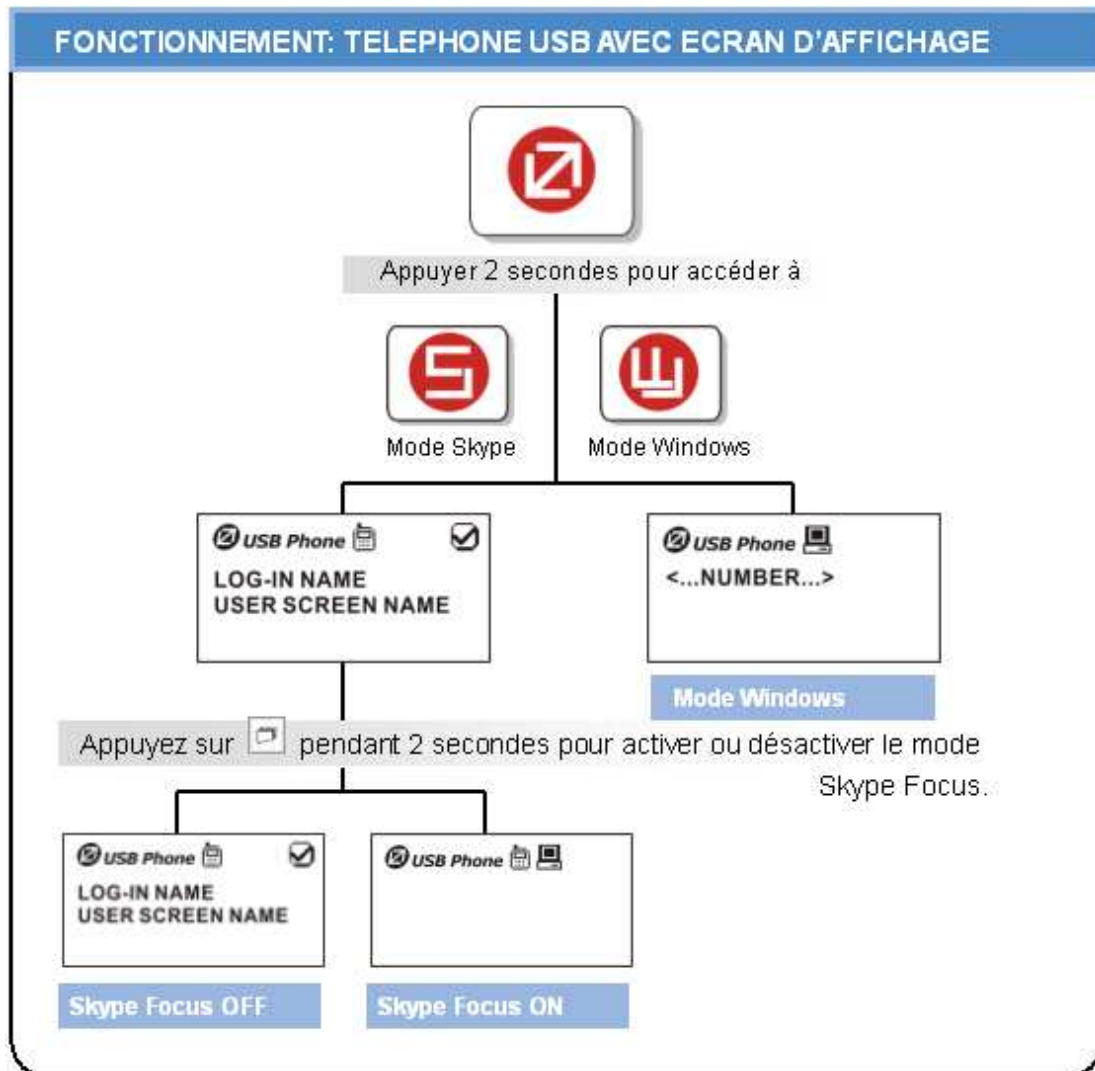 FONCTIONNEMENT: TELEPHONE USB AVEC ECRAN D'AFFICHAGE
Appuyer 2 secondes pour accéder à
Mode Skype
Mode Windows
USB Phone
LOG-IN NAME
USER SCREEN NAME
USB Phone
<...NUMBER...>
Mode Windows
Appuyez sur pendant 2 secondes pour activer ou désactiver le mode
Skype Focus.
USB Phone
LOG-IN NAME
USER SCREEN NAME
USB Phone
Skype Focus OFF
Skype Focus ON